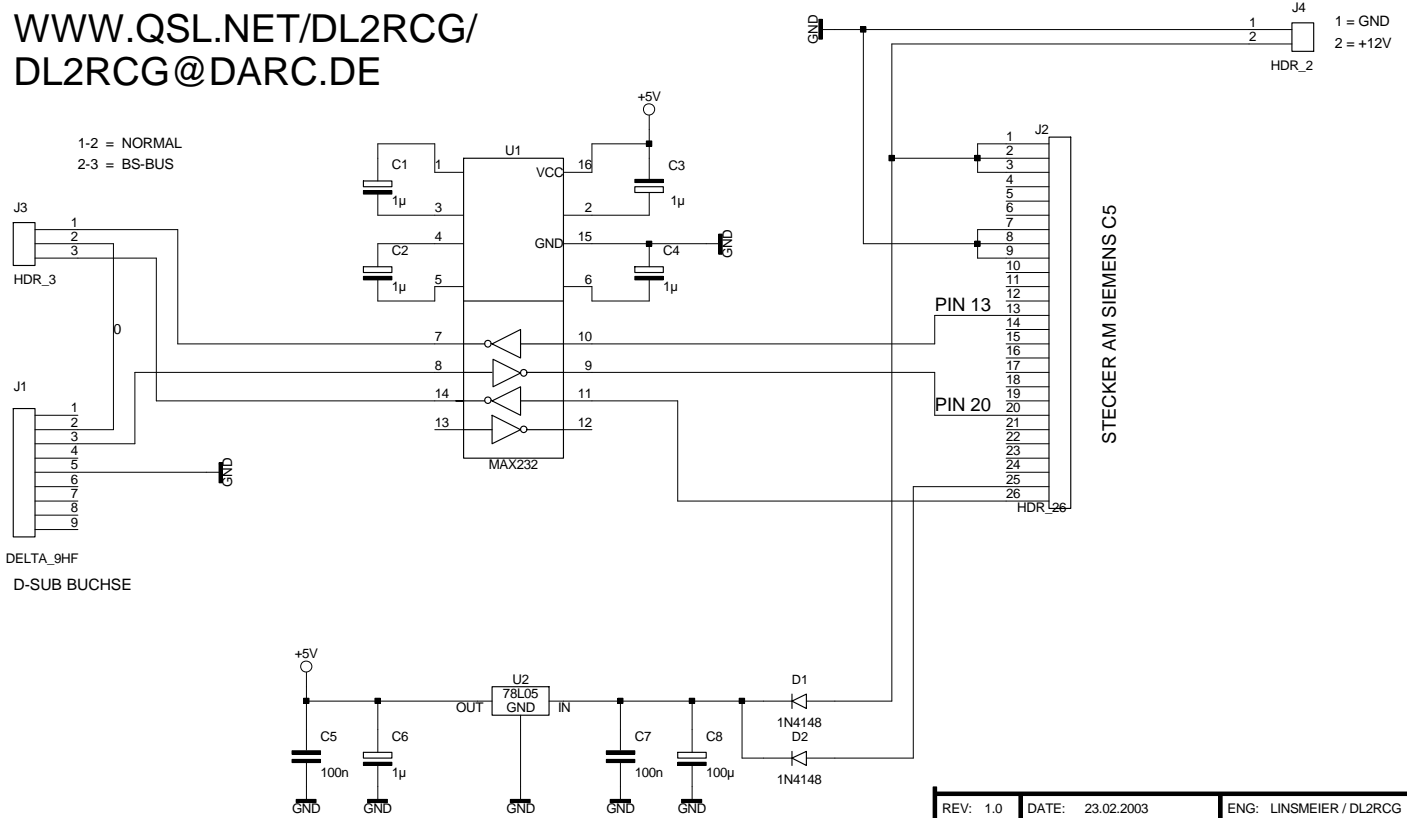 WWW.QSL.NET/DL2RCG/
DL2RCG@DARC.DE
J4
GND
1
2
1 = GND
2 = +12V
HDR_2
1-2 = NORMAL
2-3 = BS-BUS
+5V
U1
C1
1µ
1
3
VCC
16
2
C3
1µ
C2
1µ
4
5
GND
15
6
C4
1µ
GND
J3
1
2
3
HDR_3
0
7
10
8
9
14
11
13
12
MAX232
PIN 13
PIN 20
J2
1
2
3
4
5
6
7
8
9
10
11
12
13
14
15
16
17
18
19
20
21
22
23
24
25
26
HDR_26
STECKER AM SIEMENS C5
J1
1
2
3
4
5
6
7
8
9
GND
DELTA_9HF
D-SUB BUCHSE
+5V
U2
78L05
OUT
GND
IN
D1
1N4148
D2
1N4148
C5
100n
C6
1µ
C7
100n
C8
100µ
GND
GND
GND
GND
GND
REV: 1.0
DATE: 23.02.2003
ENG: LINSMEIER / DL2RCG